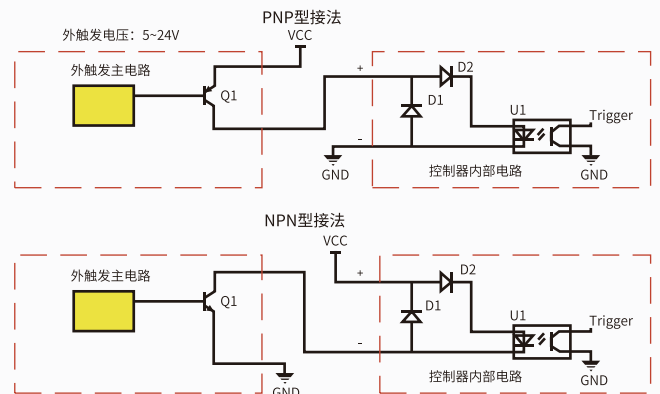 PNP型接法
外触发电压：5~24V
VCC
外触发主电路
Q1
+
D2
D1
U1
Trigger
-
GND
控制器内部电路
GND
NPN型接法
VCC
外触发主电路
Q1
+
D2
D1
U1
Trigger
-
控制器内部电路
GND
GND